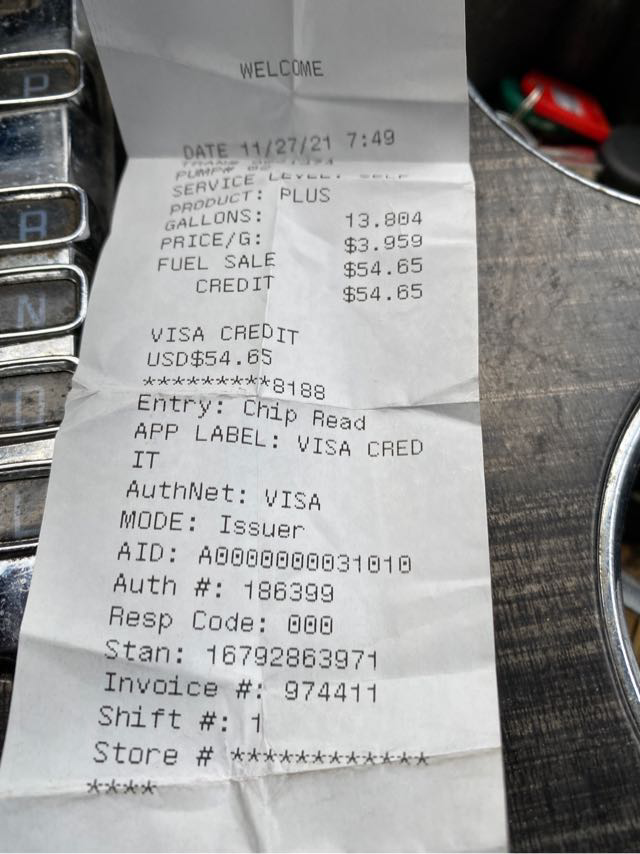 WELCOME
DATE 11/27/21 7:49
PUMP#
SERVICE LEVEL: SELF
PRODUCT: PLUS
GALLONS: 13.804
PRICE/G: $3.959
FUEL SALE $54.65
CREDIT $54.65
VISA CREDIT
USD$54.65
*********8188
Entry: Chip Read
APP LABEL: VISA CRED
IT
AuthNet: VISA
MODE: Issuer
AID: A0000000031010
Auth #: 186399
Resp Code: 000
Stan: 16792863971
Invoice #: 974411
Shift #: 1
Store # ************
****
P
R
N
D